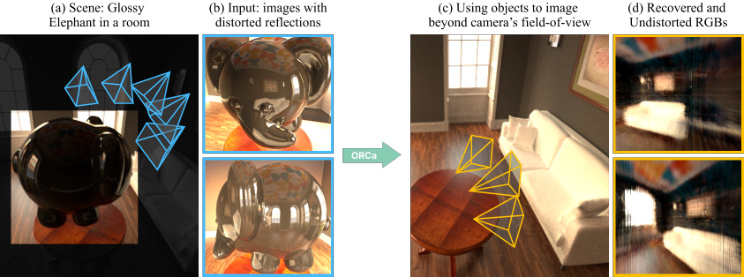 (a) Scene: Glossy
Elephant in a room
(b) Input: images with
distorted reflections
(c) Using objects to image
beyond camera's field-of-view
(d) Recovered and
Undistorted RGBs
ORCa